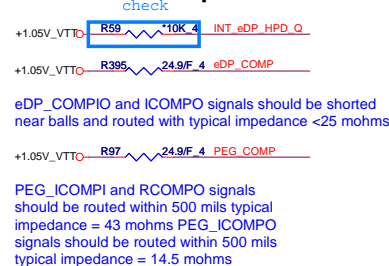 check
+1.05V_VTT R59 *10K_4 INT_eDP_HPD_Q
+1.05V_VTT R395 24.9/F_4 eDP_COMP
eDP_COMPIO and ICOMPO signals should be shorted
near balls and routed with typical impedance <25 mohms
+1.05V_VTT R97 24.9/F_4 PEG_COMP
PEG_ICOMPI and RCOMPO signals
should be routed within 500 mils typical
impedance = 43 mohms PEG_ICOMPO
signals should be routed within 500 mils
typical impedance = 14.5 mohms